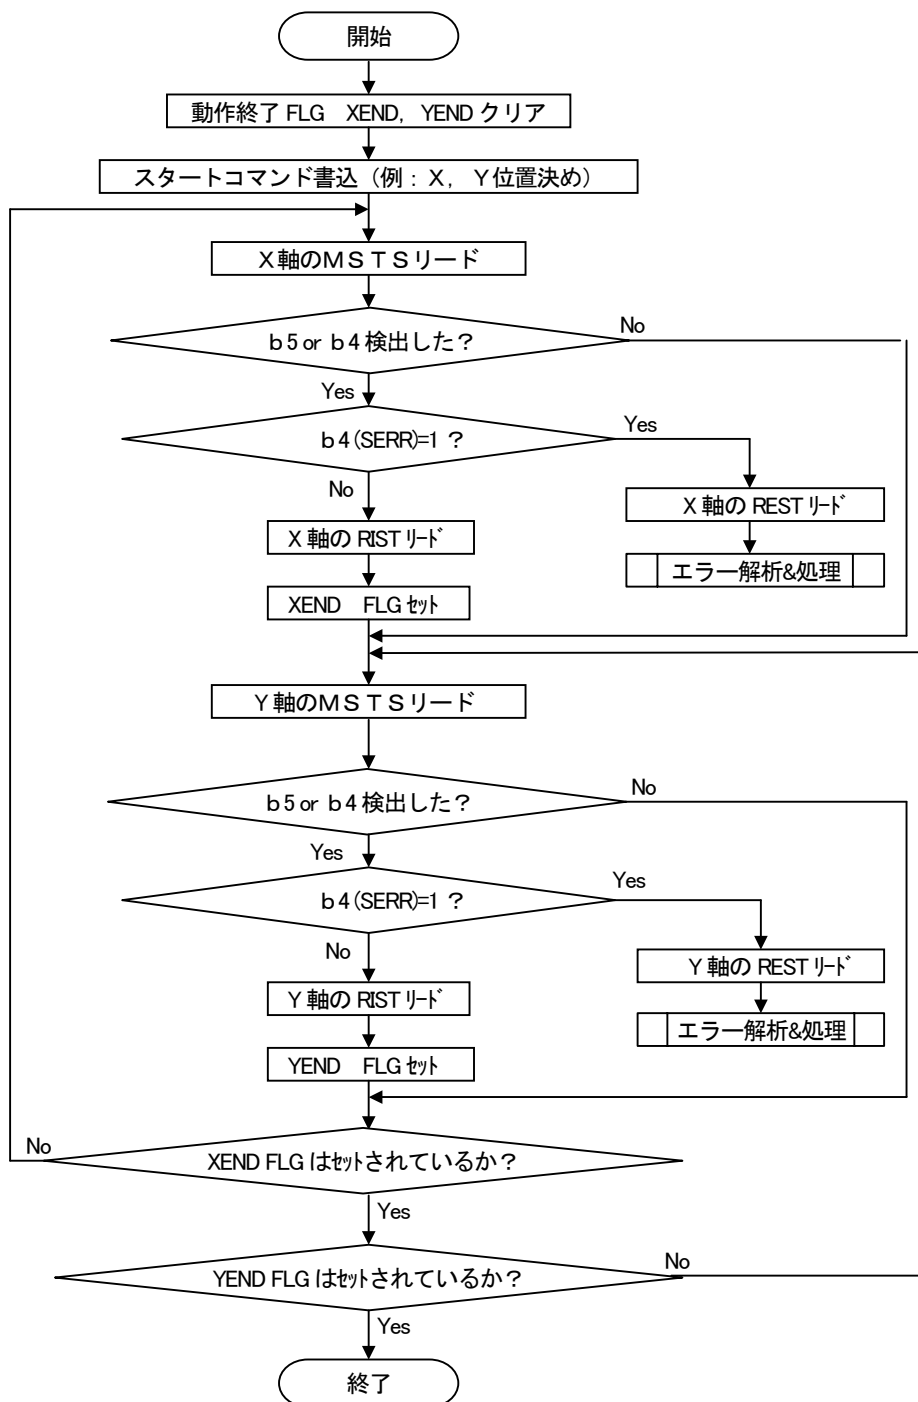 開始
動作終了 FLG　XEND, YEND クリア
スタートコマンド書込（例：X, Y位置決め）
X軸のMSTSリード
b5 or b4 検出した？
No
Yes
b4(SERR)=1 ？
Yes
No
X 軸の REST ﾘｰﾄﾞ
X 軸の RIST ﾘｰﾄﾞ
エラー解析&処理
XEND　FLG ｾｯﾄ
Y軸のMSTSリード
b5 or b4 検出した？
No
Yes
b4(SERR)=1 ？
Yes
No
Y 軸の REST ﾘｰﾄﾞ
Y 軸の RIST ﾘｰﾄﾞ
エラー解析&処理
YEND　FLG ｾｯﾄ
No
XEND FLG はｾｯﾄされているか？
Yes
YEND FLG はｾｯﾄされているか？
No
Yes
終了